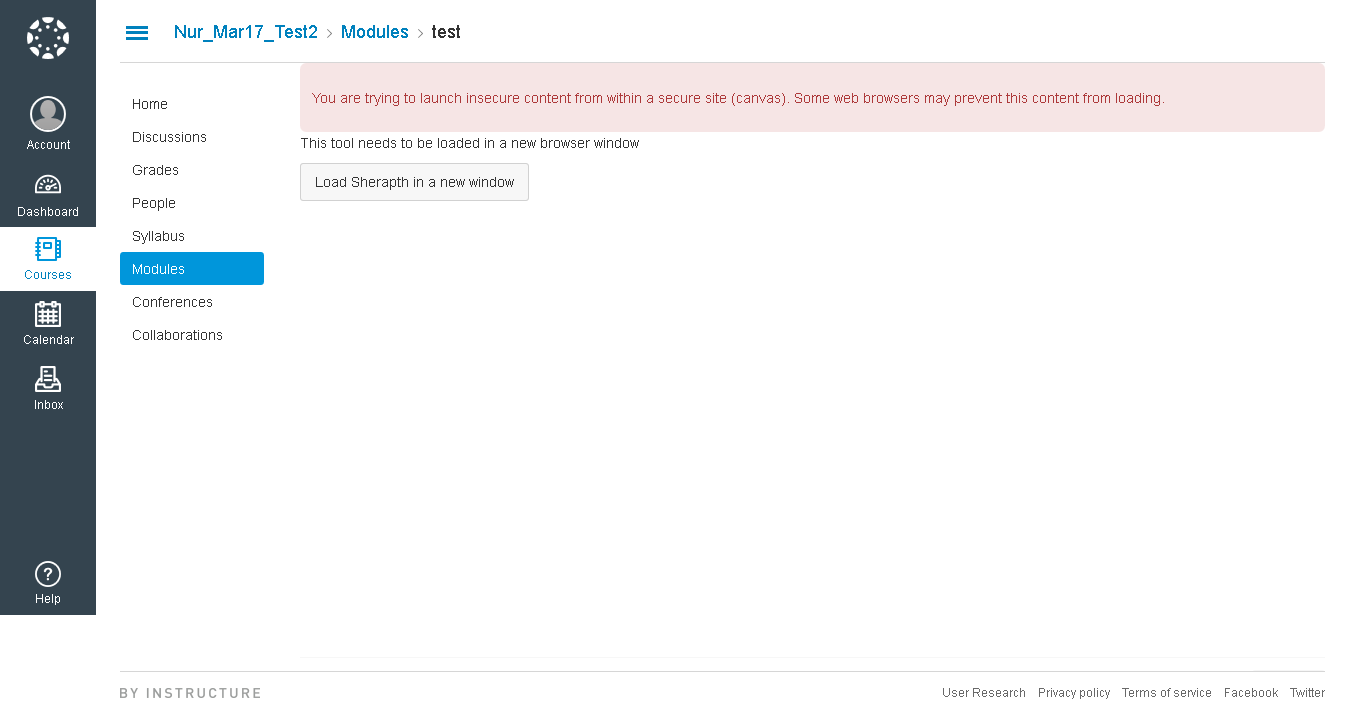 Nur_Mar17_Test2 > Modules > test
Account
Dashboard
Courses
Calendar
Inbox
? 
Help
Home
Discussions
Grades
People
Syllabus
Modules
Conferences
Collaborations
You are trying to launch insecure content from within a secure site (canvas). Some web browsers may prevent this content from loading.
This tool needs to be loaded in a new browser window
Load Sherapth in a new window
BY INSTRUCTURE
User Research Privacy policy Terms of service Facebook Twitter